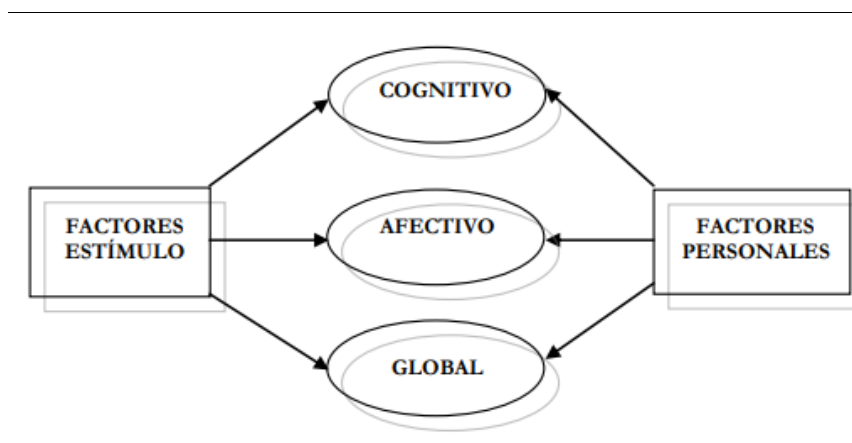 COGNITIVO
FACTORES
ESTÍMULO
AFECTIVO
FACTORES
PERSONALES
GLOBAL